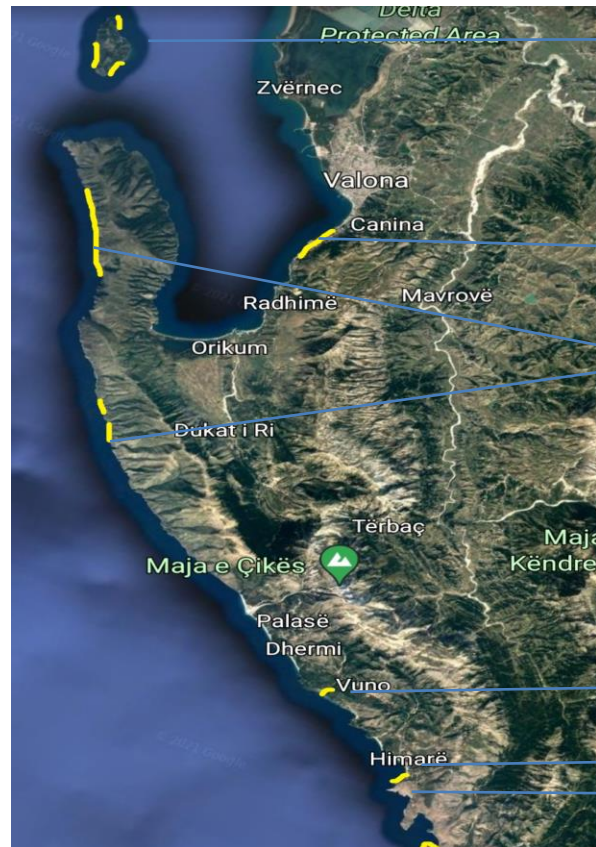 Delta
Protected Area
Zvërnec
Valona
Canina
Mavrovë
Radhimë
Orikum
Dukat i Ri
Tërbaç
Maja
Maja e Çikës
Këndre
Palasë
Dhermi
Vuno
Himarë